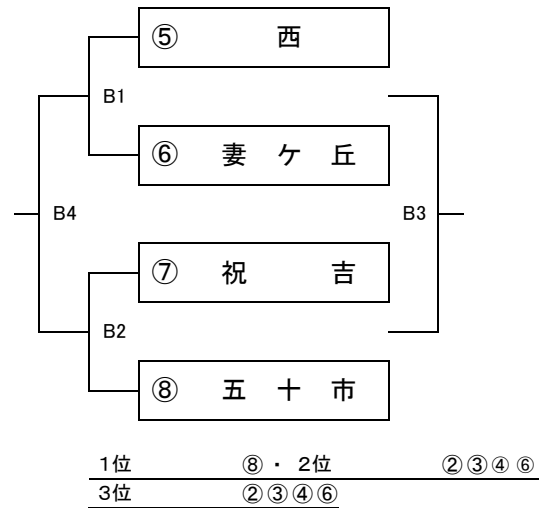 ⑤ 西
B1
⑥ 妻 ケ 丘
B4 B3
⑦ 祝 吉
B2
⑧ 五 十 市
1位 ⑧ ・ 2位 ②③④⑥
3位 ②③④⑥